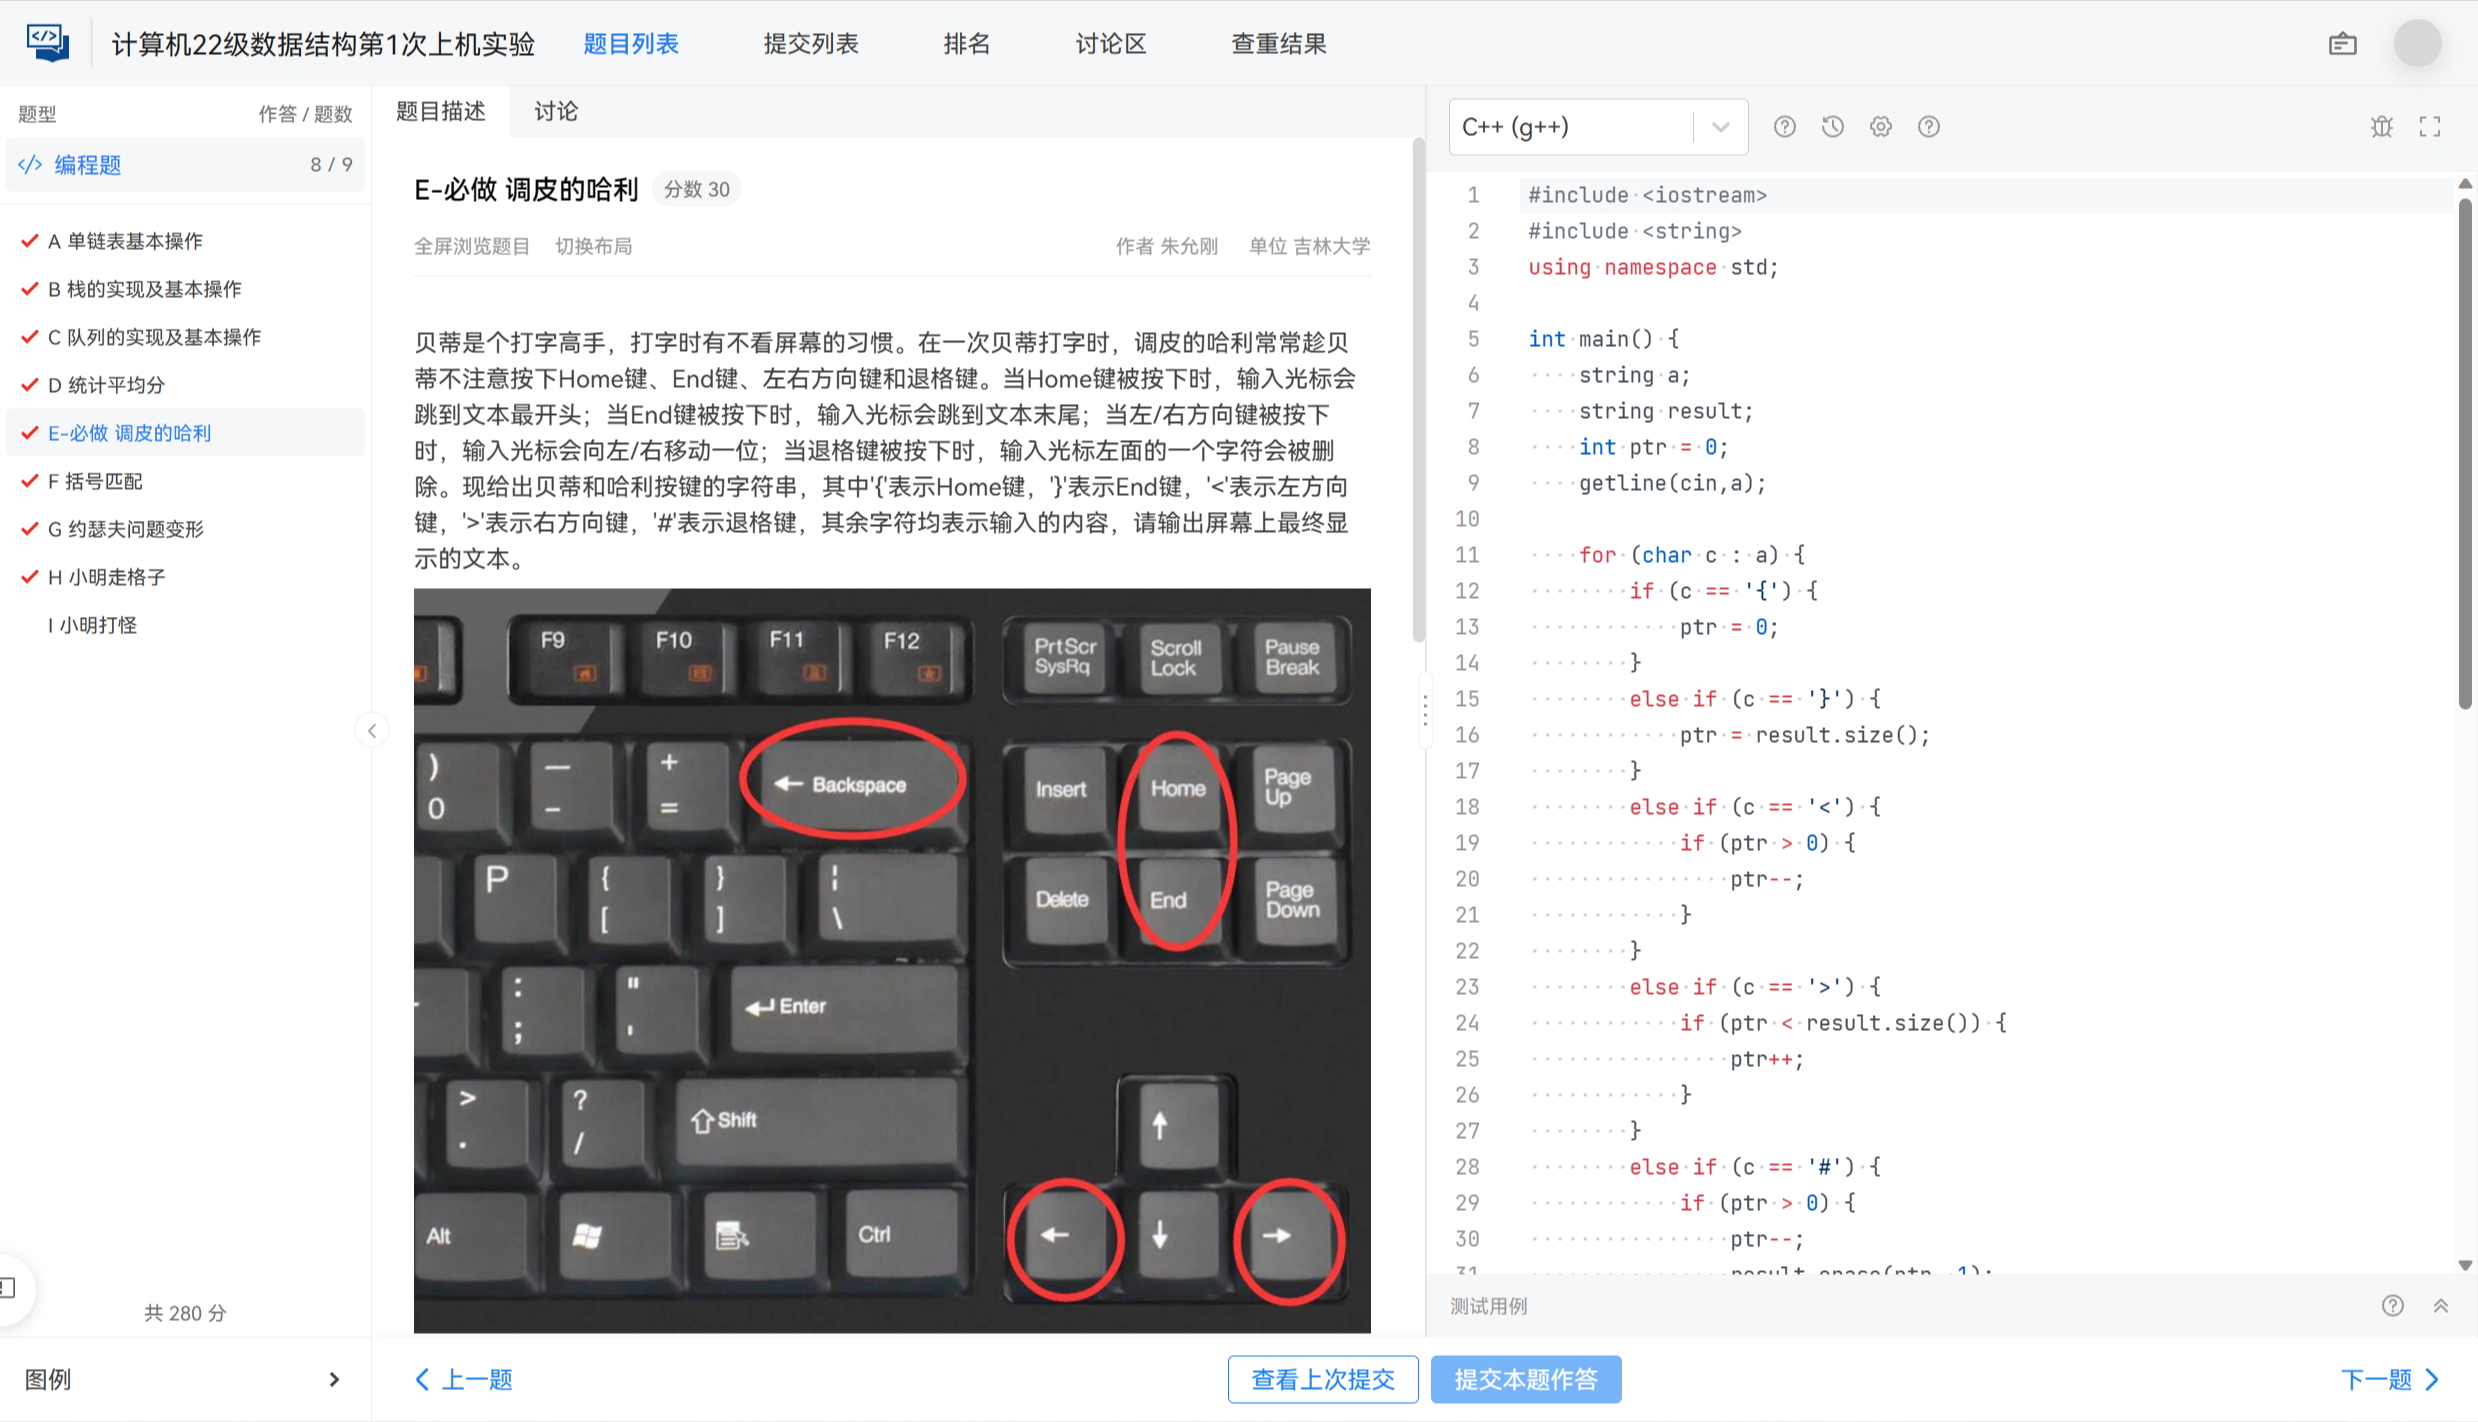 计算机22级数据结构第1次上机实验 题目列表 提交列表 排名 讨论区 查重结果
题型 作答 / 题数
</> 编程题 8 / 9
A 单链表基本操作
B 栈的实现及基本操作
C 队列的实现及基本操作
D 统计平均分
E-必做 调皮的哈利
F 括号匹配
G 约瑟夫问题变形
H 小明走格子
I 小明打怪
共 280 分
图例
题目描述 讨论
E-必做 调皮的哈利 分数 30
全屏浏览题目 切换布局 作者 朱允刚 单位 吉林大学
贝蒂是个打字高手，打字时有不看屏幕的习惯。在一次贝蒂打字时，调皮的哈利常常趁贝
蒂不注意按下Home键、End键、左右方向键和退格键。当Home键被按下时，输入光标会
跳到文本最开头；当End键被按下时，输入光标会跳到文本末尾；当左/右方向键被按下
时，输入光标会向左/右移动一位；当退格键被按下时，输入光标左面的一个字符会被删
除。现给出贝蒂和哈利按键的字符串，其中'{'表示Home键，'}'表示End键，'<'表示左方向
键，'>'表示右方向键，'#'表示退格键，其余字符均表示输入的内容，请输出屏幕上最终显
示的文本。
F9 F10 F11 F12 PrtScr SysRq Scroll Lock Pause Break
) 0 — - + = ← Backspace Insert Home Page Up
P { [ } ] ¦ \ Delete End Page Down
: ; " ' ↵ Enter
> . ? / ⇧ Shift ↑
Alt Ctrl ← ↓ →
上一题 查看上次提交 提交本题作答 下一题
C++ (g++)
1 #include <iostream>
2 #include <string>
3 using namespace std;
4
5 int main() {
6     string a;
7     string result;
8     int ptr = 0;
9     getline(cin,a);
10
11     for (char c : a) {
12         if (c == '{') {
13             ptr = 0;
14         }
15         else if (c == '}') {
16             ptr = result.size();
17         }
18         else if (c == '<') {
19             if (ptr > 0) {
20                 ptr--;
21             }
22         }
23         else if (c == '>') {
24             if (ptr < result.size()) {
25                 ptr++;
26             }
27         }
28         else if (c == '#') {
29             if (ptr > 0) {
30                 ptr--;
31                 result.erase(ptr, 1);
测试用例